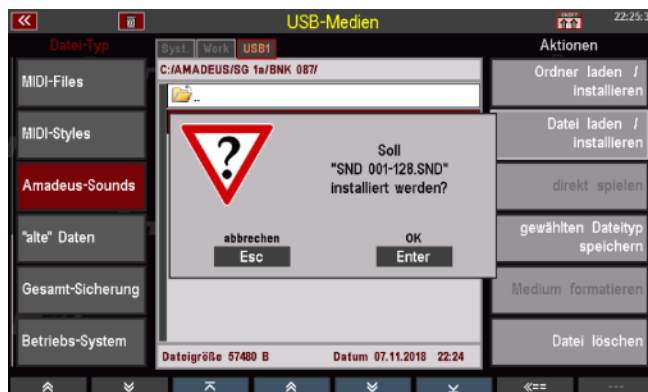 USB-Medien
22:25:3
Datei-Typ
Syst. Work USB1
Aktionen
C:/AMADEUS/SG 1a/BNK 087/
..
MIDI-Files
MIDI-Styles
Amadeus-Sounds
"alte" Daten
Gesamt-Sicherung
Betriebs-System
Soll
"SND 001-128.SND"
installiert werden?
abbrechen
Esc
OK
Enter
Dateigröße 57480 B
Datum 07.11.2018 22:24
Ordner laden /
installieren
Datei laden /
installieren
direkt spielen
gewählten Dateityp
speichern
Medium formatieren
Datei löschen
«==
---